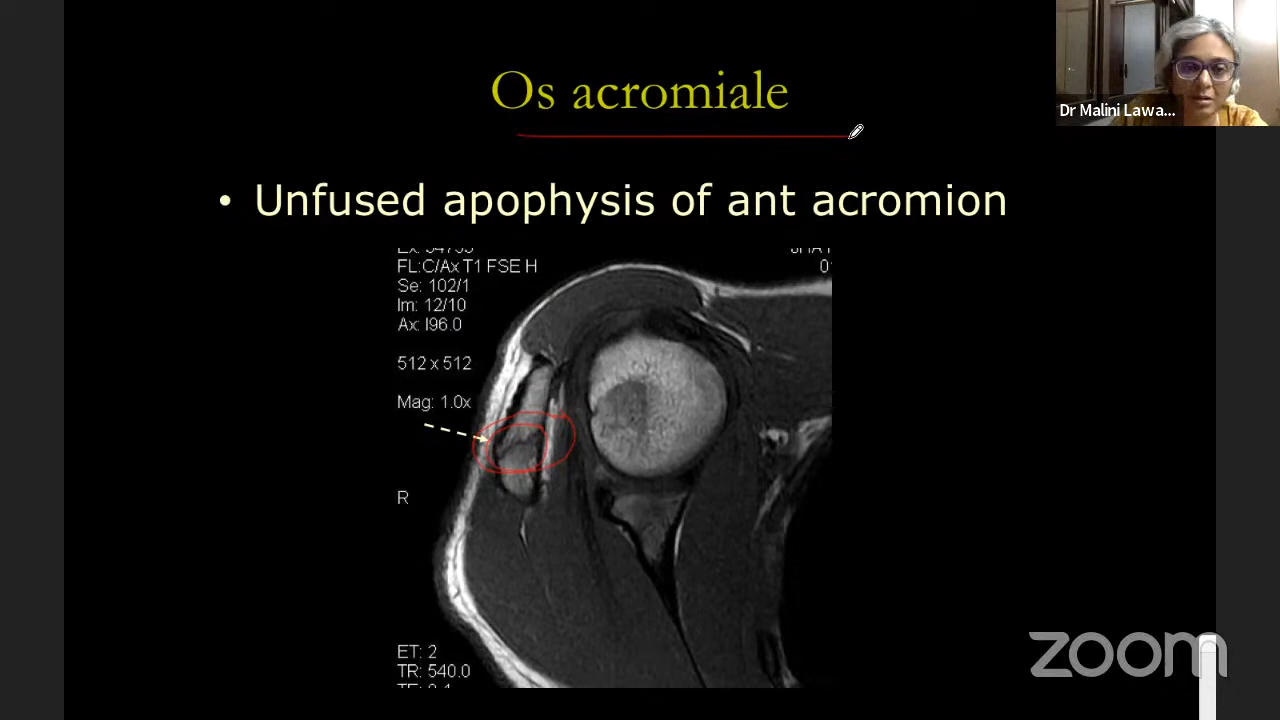 Os acromiale
Dr Malini Lawa...
• Unfused apophysis of ant acromion
FL:C/Ax T1 FSE H
Se: 102/1
Im: 12/10
Ax: I96.0
512 x 512
Mag: 1.0x
R
ET: 2
TR: 540.0
zoom